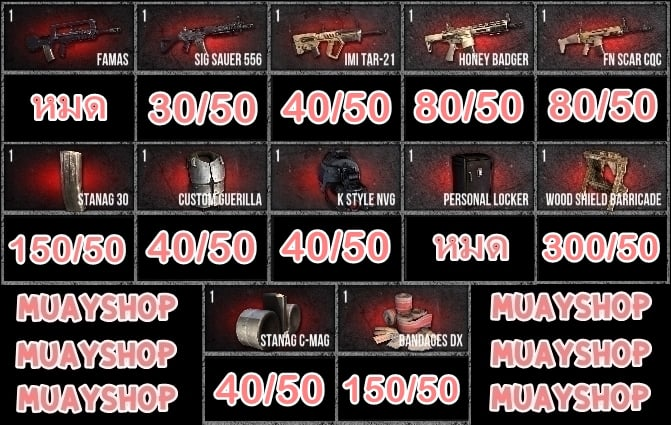 1 1 1 1 1
FAMAS SIG SAUER 556 IMI TAR-21 HONEY BADGER FN SCAR CQC
หมด 30/50 40/50 80/50 80/50
1 1 1 1 1
STANAG 30 CUSTOM GUERILLA K STYLE NVG PERSONAL LOCKER WOOD SHIELD BARRICADE
150/50 40/50 40/50 หมด 300/50
1 1
MUAYSHOP MUAYSHOP
STANAG C-MAG BANDAGES DX
MUAYSHOP MUAYSHOP
MUAYSHOP 40/50 150/50 MUAYSHOP